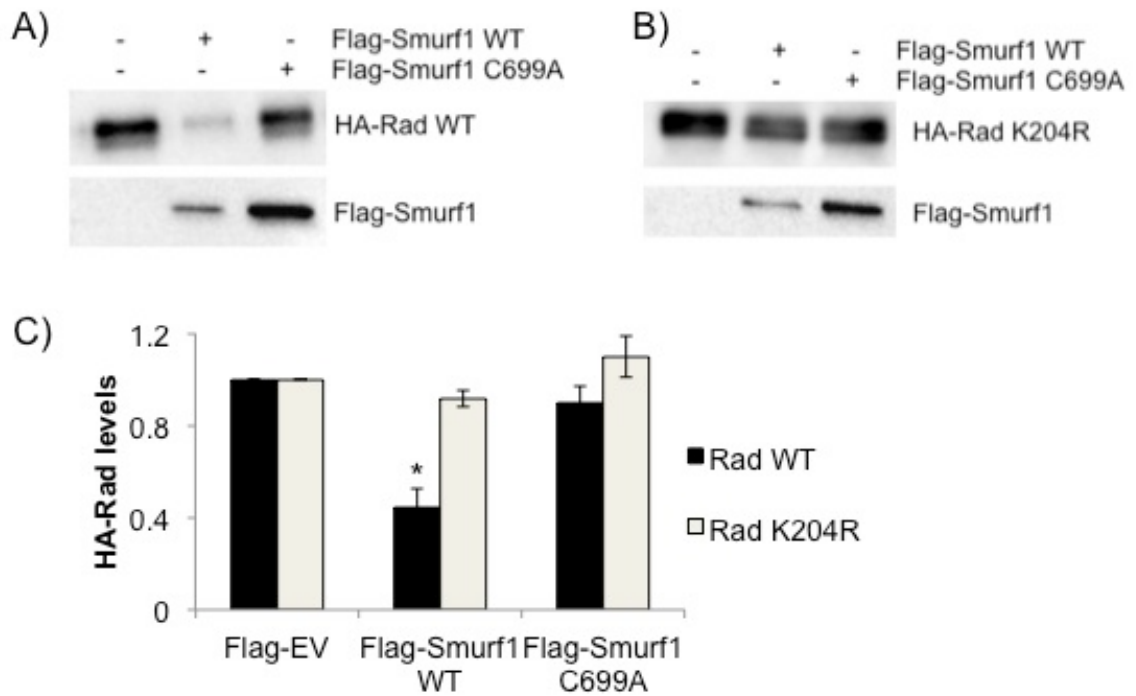 A)
- + - Flag-Smurf1 WT
- - + Flag-Smurf1 C699A
HA-Rad WT
Flag-Smurf1
B)
- + - Flag-Smurf1 WT
- - + Flag-Smurf1 C699A
HA-Rad K204R
Flag-Smurf1
C)
HA-Rad levels
1.2
0.8
0.4
0
*
Flag-EV
Flag-Smurf1
WT
Flag-Smurf1
C699A
Rad WT
Rad K204R